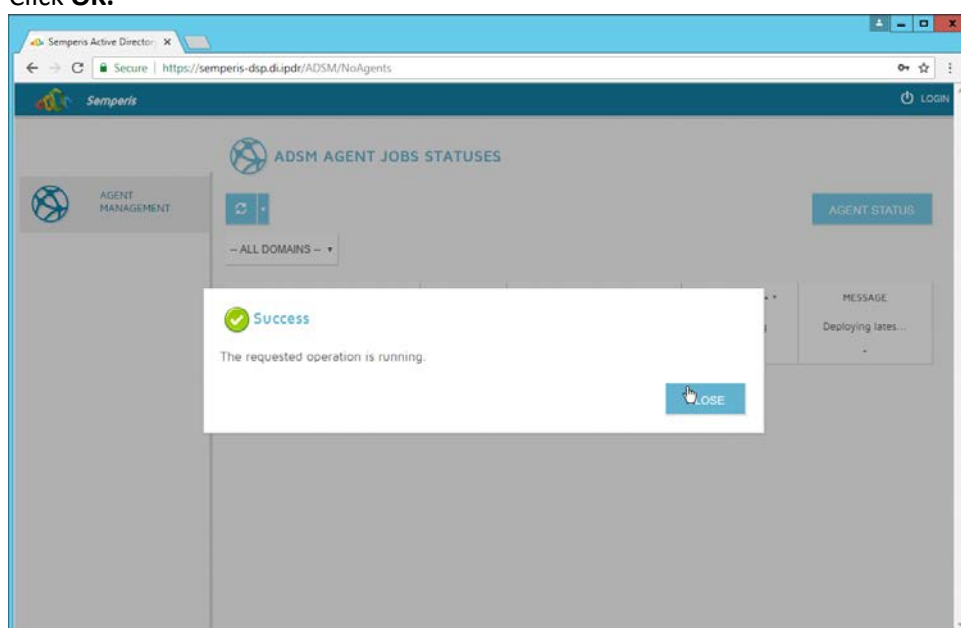 Click OK.
Semperis Active Director
Secure | https://semperis-dsp.di.ipdr/ADSM/NoAgents
Semperis
LOGIN
ADSM AGENT JOBS STATUSES
AGENT
MANAGEMENT
AGENT STATUS
-- ALL DOMAINS --
MESSAGE
Success
Deploying lates...
-
The requested operation is running.
CLOSE